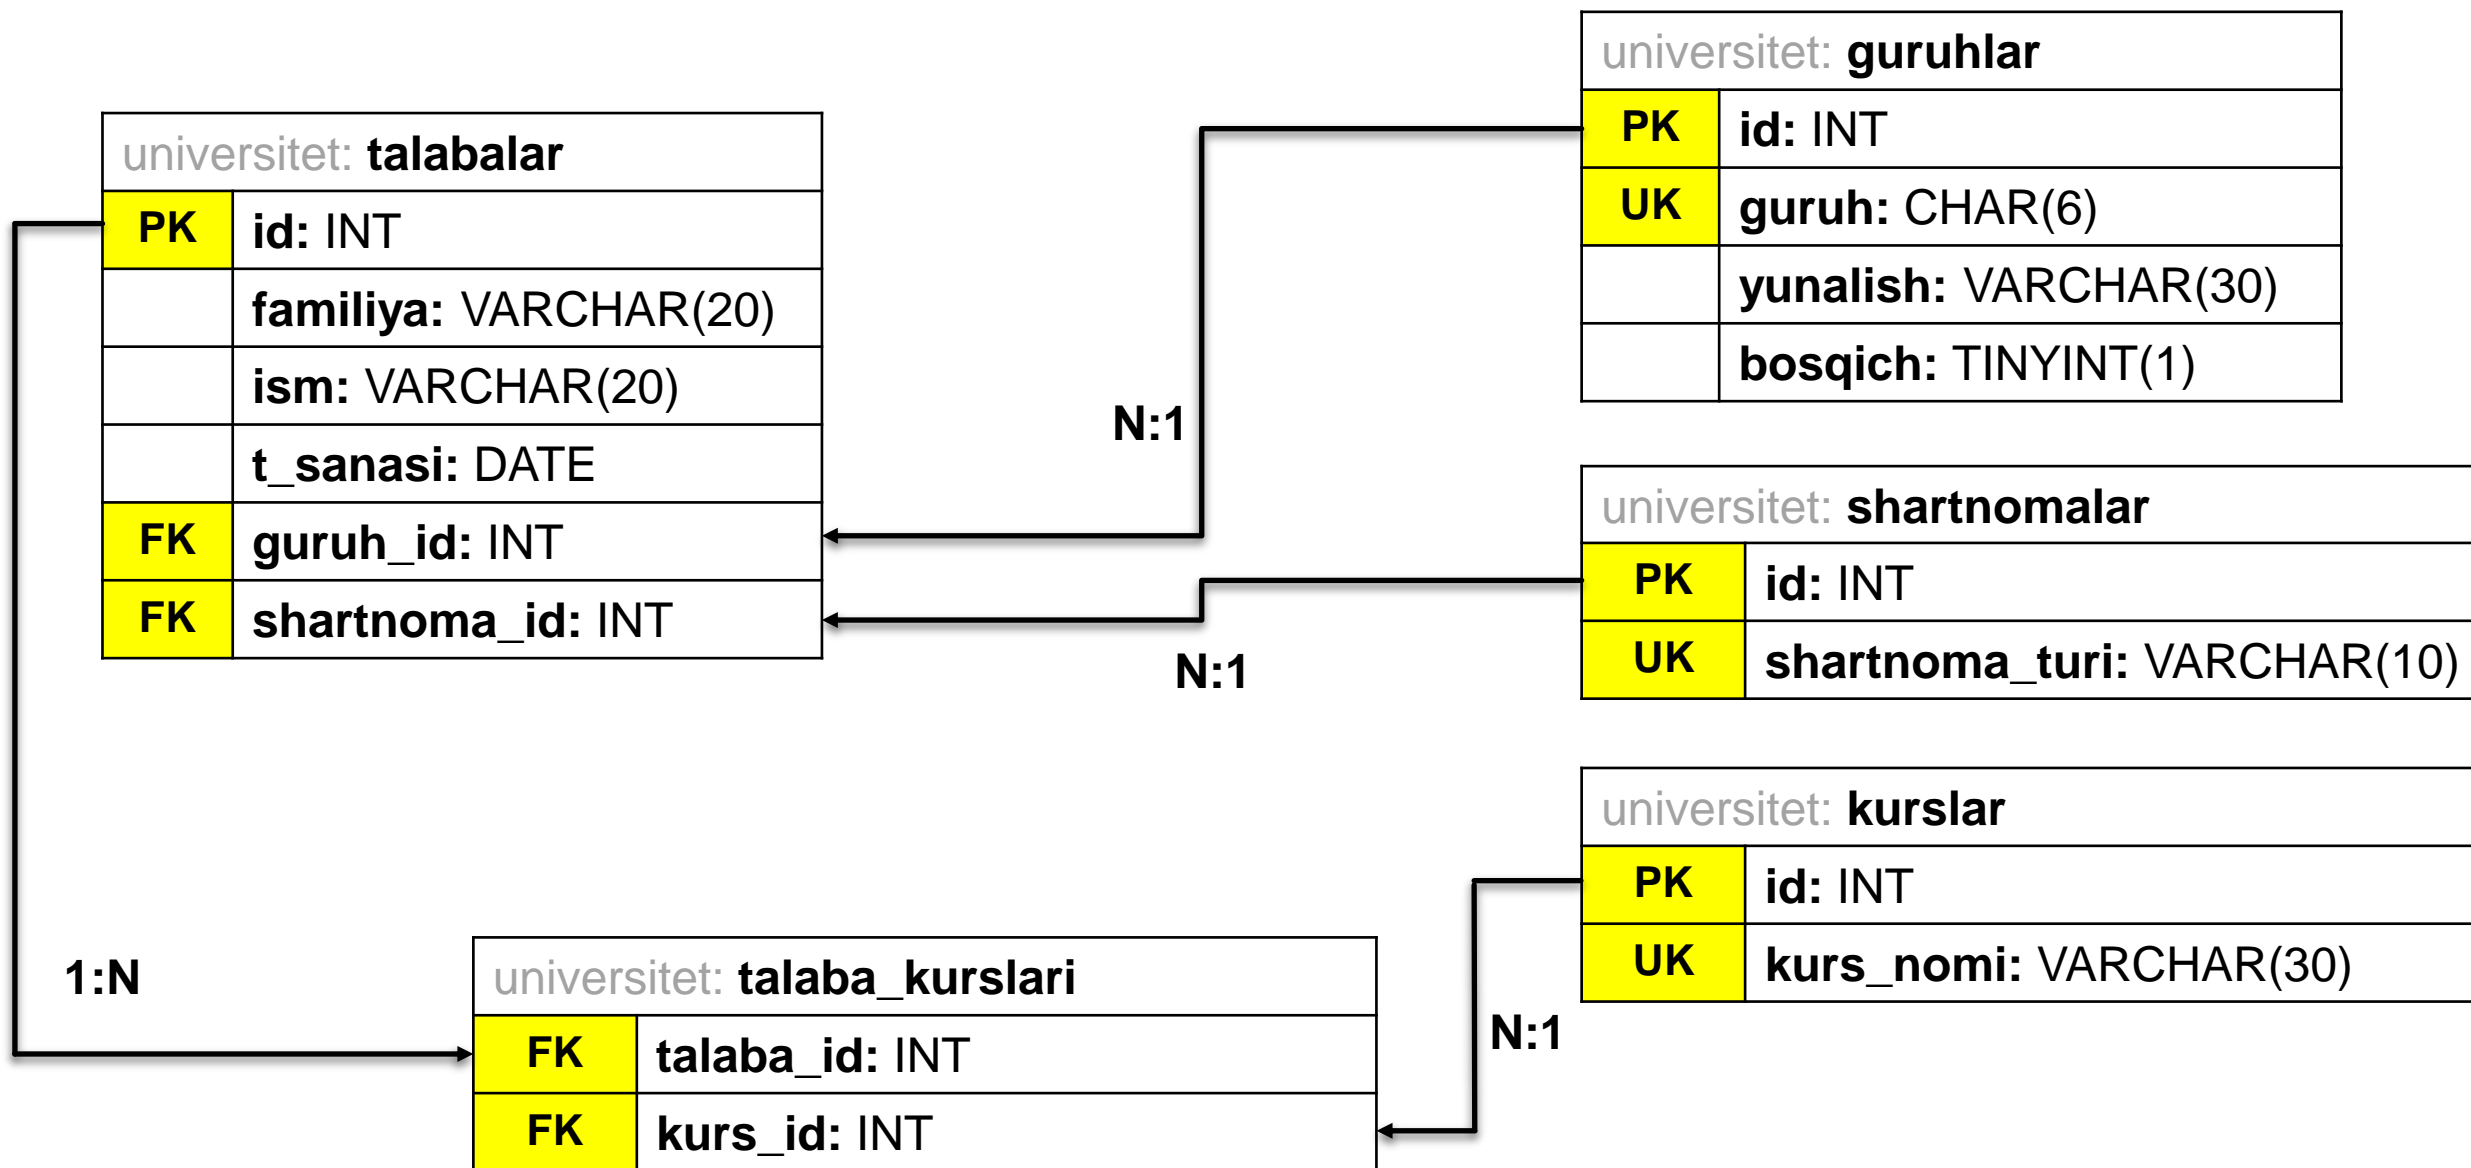 universitet: talabalar
PK id: INT
familiya: VARCHAR(20)
ism: VARCHAR(20)
t_sanasi: DATE
FK guruh_id: INT
FK shartnoma_id: INT
universitet: guruhlar
PK id: INT
UK guruh: CHAR(6)
yunalish: VARCHAR(30)
bosqich: TINYINT(1)
N:1
universitet: shartnomalar
PK id: INT
UK shartnoma_turi: VARCHAR(10)
N:1
universitet: kurslar
PK id: INT
UK kurs_nomi: VARCHAR(30)
N:1
1:N
universitet: talaba_kurslari
FK talaba_id: INT
FK kurs_id: INT